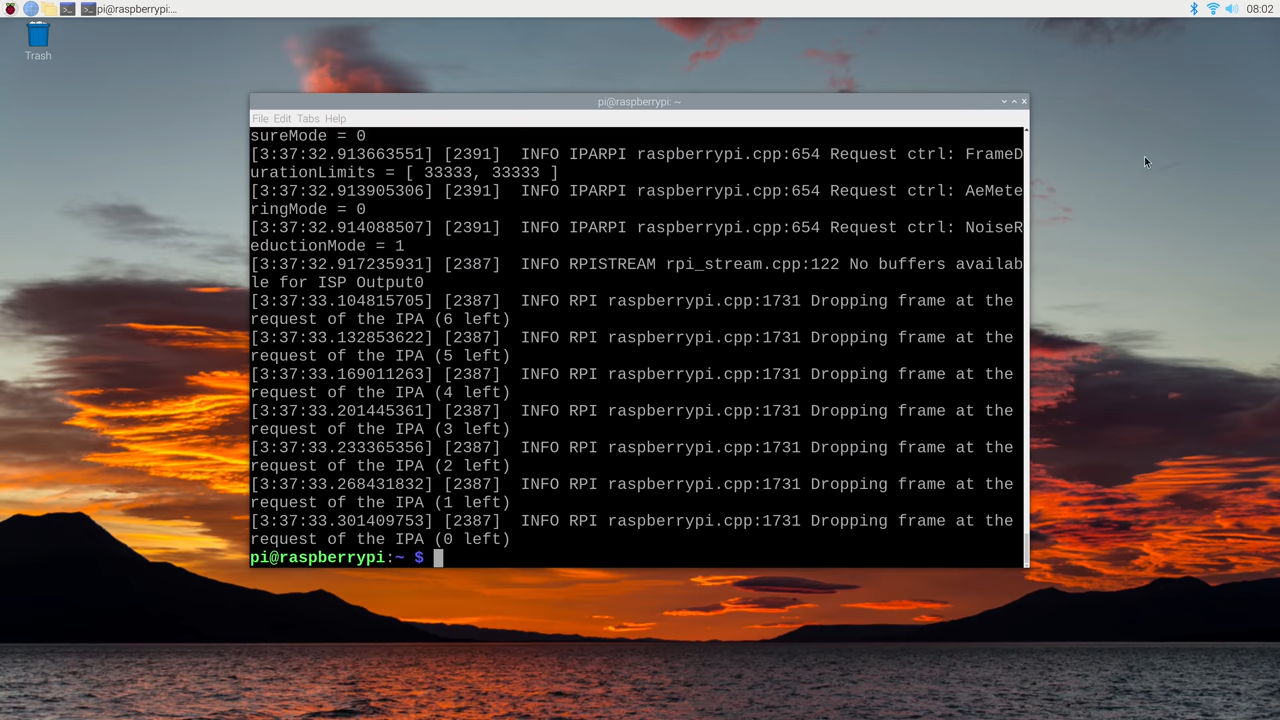 pi@raspberrypi:...
08:02
Trash
pi@raspberrypi: ~
File Edit Tabs Help
sureMode = 0
[3:37:32.913663551] [2391]  INFO IPARPI raspberrypi.cpp:654 Request ctrl: FrameD
urationLimits = [ 33333, 33333 ]
[3:37:32.913905306] [2391]  INFO IPARPI raspberrypi.cpp:654 Request ctrl: AeMete
ringMode = 0
[3:37:32.914088507] [2391]  INFO IPARPI raspberrypi.cpp:654 Request ctrl: NoiseR
eductionMode = 1
[3:37:32.917235931] [2387]  INFO RPISTREAM rpi_stream.cpp:122 No buffers availab
le for ISP Output0
[3:37:33.104815705] [2387]  INFO RPI raspberrypi.cpp:1731 Dropping frame at the
request of the IPA (6 left)
[3:37:33.132853622] [2387]  INFO RPI raspberrypi.cpp:1731 Dropping frame at the
request of the IPA (5 left)
[3:37:33.169011263] [2387]  INFO RPI raspberrypi.cpp:1731 Dropping frame at the
request of the IPA (4 left)
[3:37:33.201445361] [2387]  INFO RPI raspberrypi.cpp:1731 Dropping frame at the
request of the IPA (3 left)
[3:37:33.233365356] [2387]  INFO RPI raspberrypi.cpp:1731 Dropping frame at the
request of the IPA (2 left)
[3:37:33.268431832] [2387]  INFO RPI raspberrypi.cpp:1731 Dropping frame at the
request of the IPA (1 left)
[3:37:33.301409753] [2387]  INFO RPI raspberrypi.cpp:1731 Dropping frame at the
request of the IPA (0 left)
pi@raspberrypi:~ $